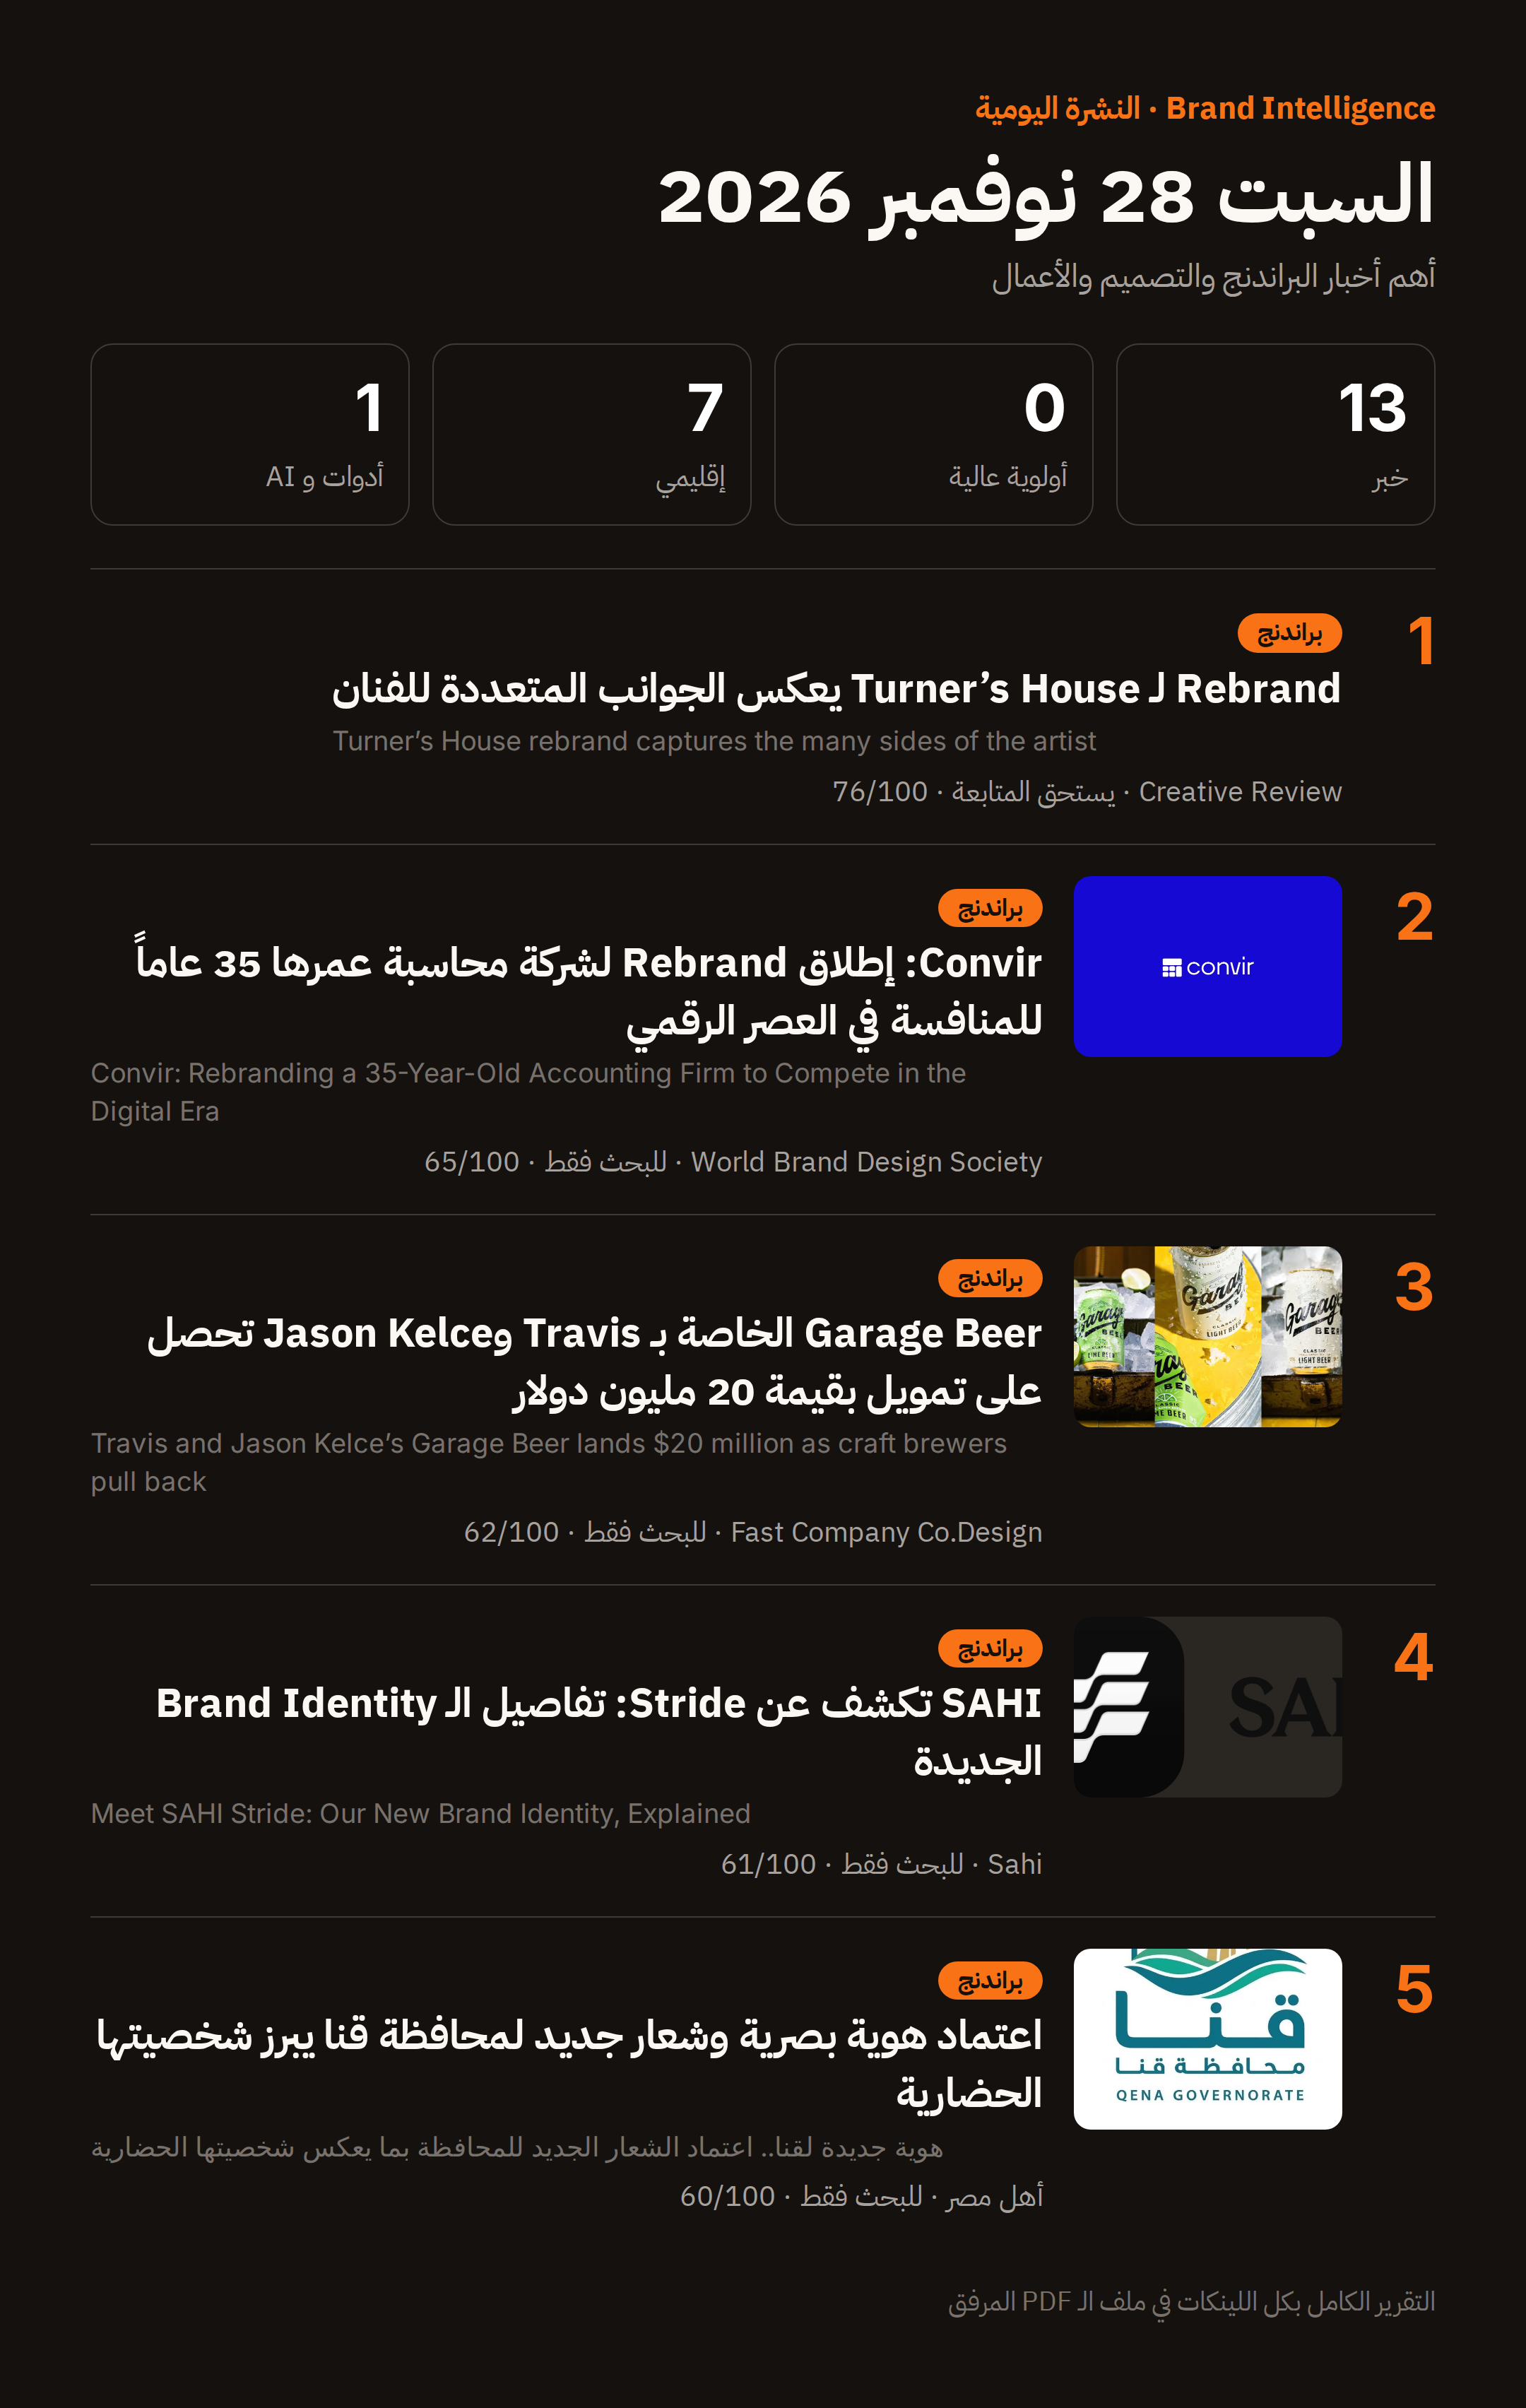 Brand Intelligence · النشرة اليومية
السبت 28 نوفمبر 2026
أهم أخبار البراندنج والتصميم والأعمال
13
خبر
0
أولوية عالية
7
إقليمي
1
أدوات و AI
1
براندنج
Rebrand لـ Turner’s House يعكس الجوانب المتعددة للفنان
Turner’s House rebrand captures the many sides of the artist
Creative Review · يستحق المتابعة · 76/100
2
convir
براندنج
Convir: إطلاق Rebrand لشركة محاسبة عمرها 35 عاماً
للمنافسة في العصر الرقمي
Convir: Rebranding a 35-Year-Old Accounting Firm to Compete in the
Digital Era
World Brand Design Society · للبحث فقط · 65/100
3
Garage
BEER
CLASSIC
LIGHT BEER
براندنج
Garage Beer الخاصة بـ Travis وJason Kelce تحصل
على تمويل بقيمة 20 مليون دولار
Travis and Jason Kelce’s Garage Beer lands $20 million as craft brewers
pull back
Fast Company Co.Design · للبحث فقط · 62/100
4
براندنج
SAHI تكشف عن Stride: تفاصيل الـ Brand Identity
الجديدة
Meet SAHI Stride: Our New Brand Identity, Explained
Sahi · للبحث فقط · 61/100
5
قنا
محافظة قنا
QENA GOVERNORATE
براندنج
اعتماد هوية بصرية وشعار جديد لمحافظة قنا يبرز شخصيتها
الحضارية
هوية جديدة لقنا.. اعتماد الشعار الجديد للمحافظة بما يعكس شخصيتها الحضارية
أهل مصر · للبحث فقط · 60/100
التقرير الكامل بكل اللينكات في ملف الـ PDF المرفق